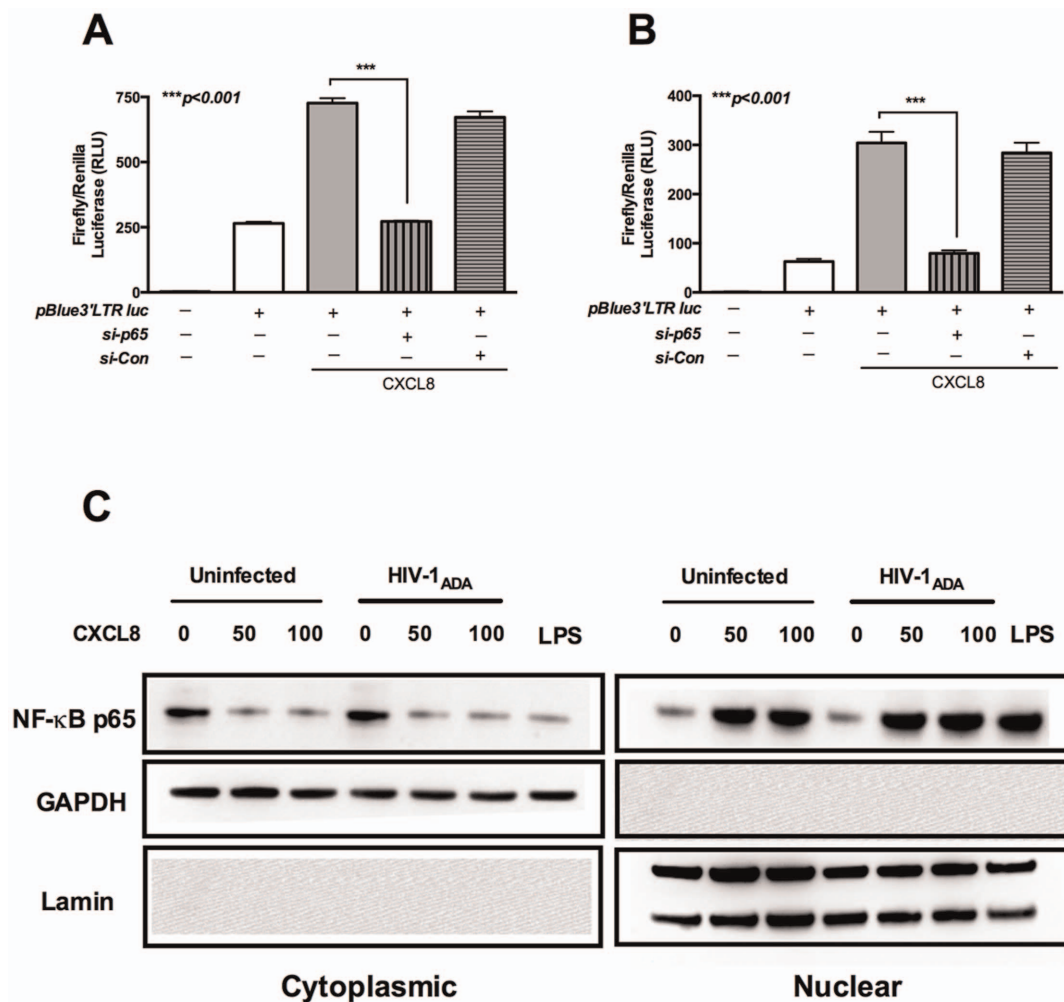 A
***p<0.001
***
Firefly/Renilla
Luciferase (RLU)
750
500
250
0
pBlue3'LTR luc – + + + +
si-p65 – – – + –
si-Con – – – – +
CXCL8
B
***p<0.001
***
Firefly/Renilla
Luciferase (RLU)
400
300
200
100
0
pBlue3'LTR luc – + + + +
si-p65 – – – + –
si-Con – – – – +
CXCL8
C
Uninfected HIV-1ADA Uninfected HIV-1ADA
CXCL8 0 50 100 0 50 100 LPS 0 50 100 0 50 100 LPS
NF-κB p65
GAPDH
Lamin
Cytoplasmic Nuclear